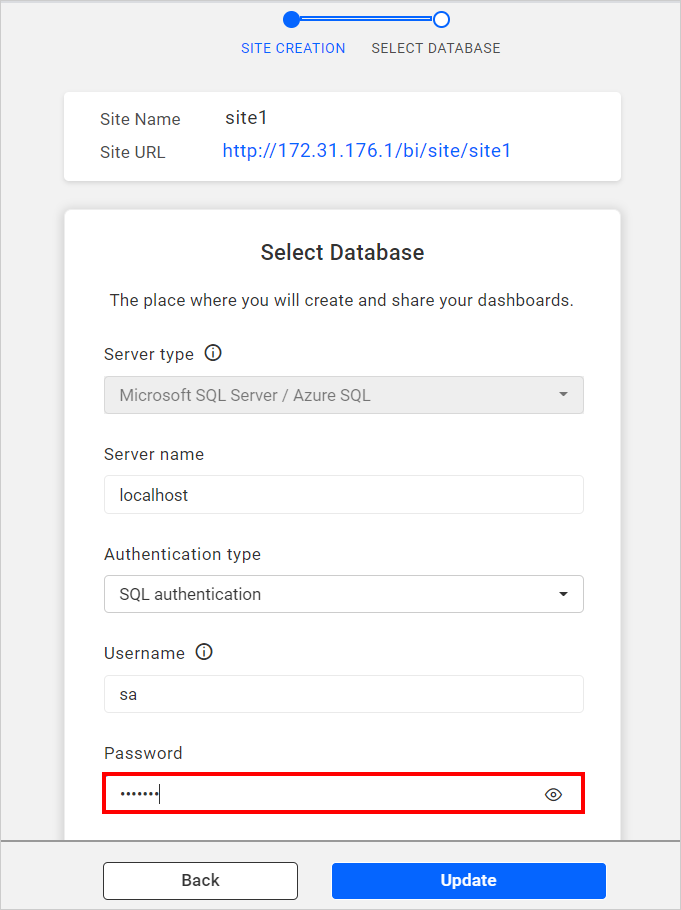 SITE CREATION SELECT DATABASE
Site Name site1
Site URL http://172.31.176.1/bi/site/site1
Select Database
The place where you will create and share your dashboards.
Server type
Microsoft SQL Server / Azure SQL
Server name
localhost
Authentication type
SQL authentication
Username
sa
Password
•••••••
Back Update